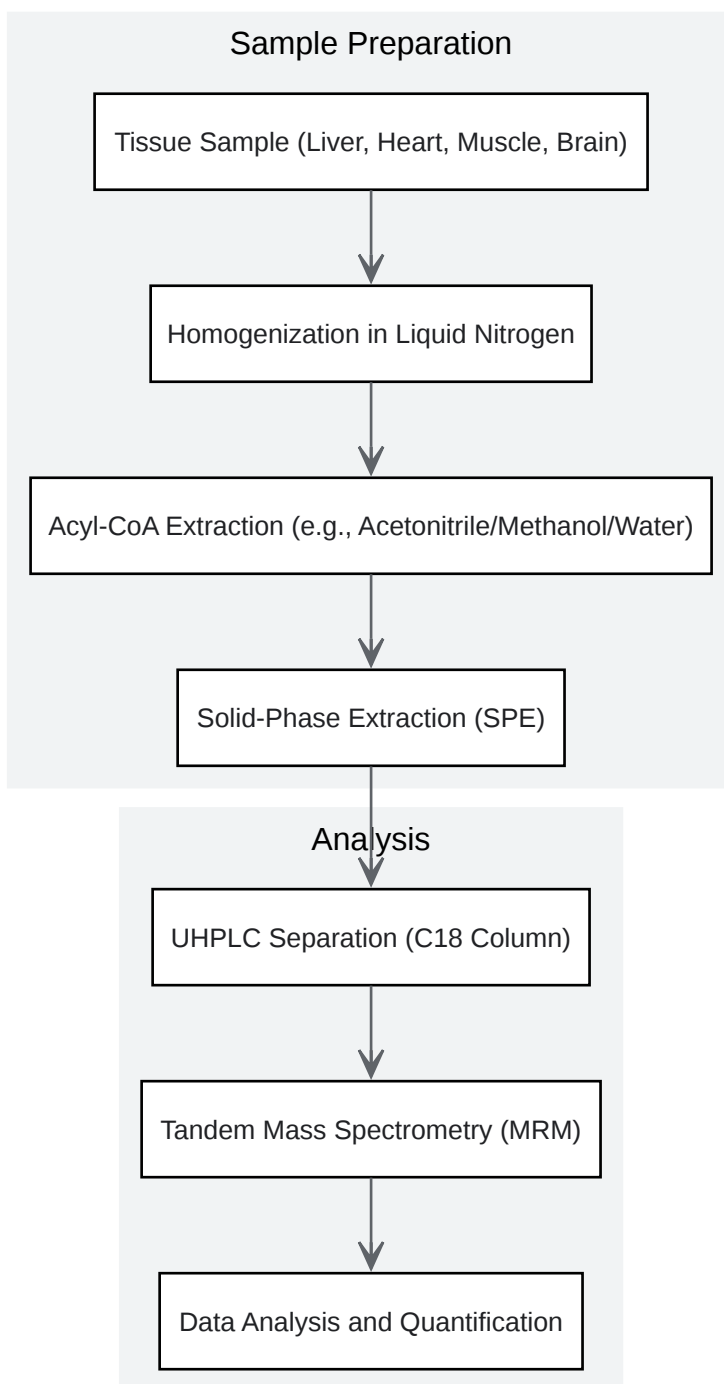 Sample Preparation
Tissue Sample (Liver, Heart, Muscle, Brain)
Homogenization in Liquid Nitrogen
Acyl-CoA Extraction (e.g., Acetonitrile/Methanol/Water)
Solid-Phase Extraction (SPE)
Analysis
UHPLC Separation (C18 Column)
Tandem Mass Spectrometry (MRM)
Data Analysis and Quantification